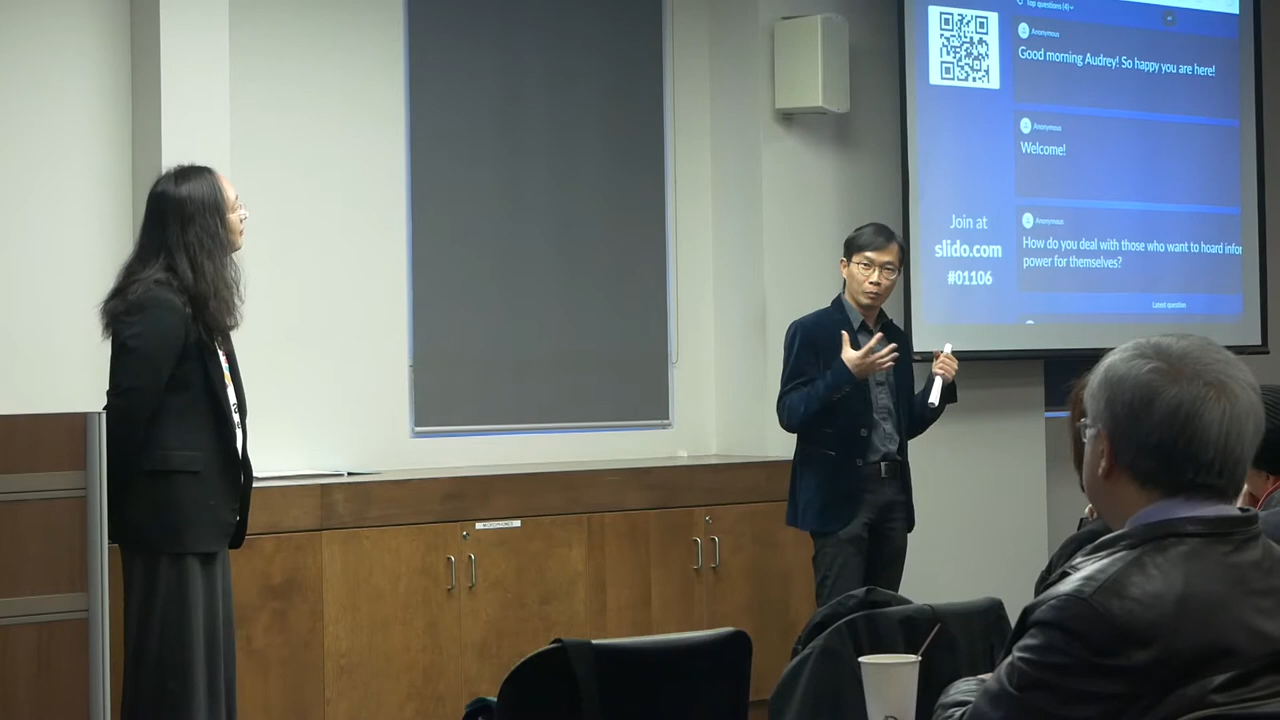 Top questions (4)
Anonymous
Good morning Audrey! So happy you are here!
Anonymous
Welcome!
Join at
slido.com
#01106
Anonymous
How do you deal with those who want to hoard infor
power for themselves?
Latest question
MICROPHONES